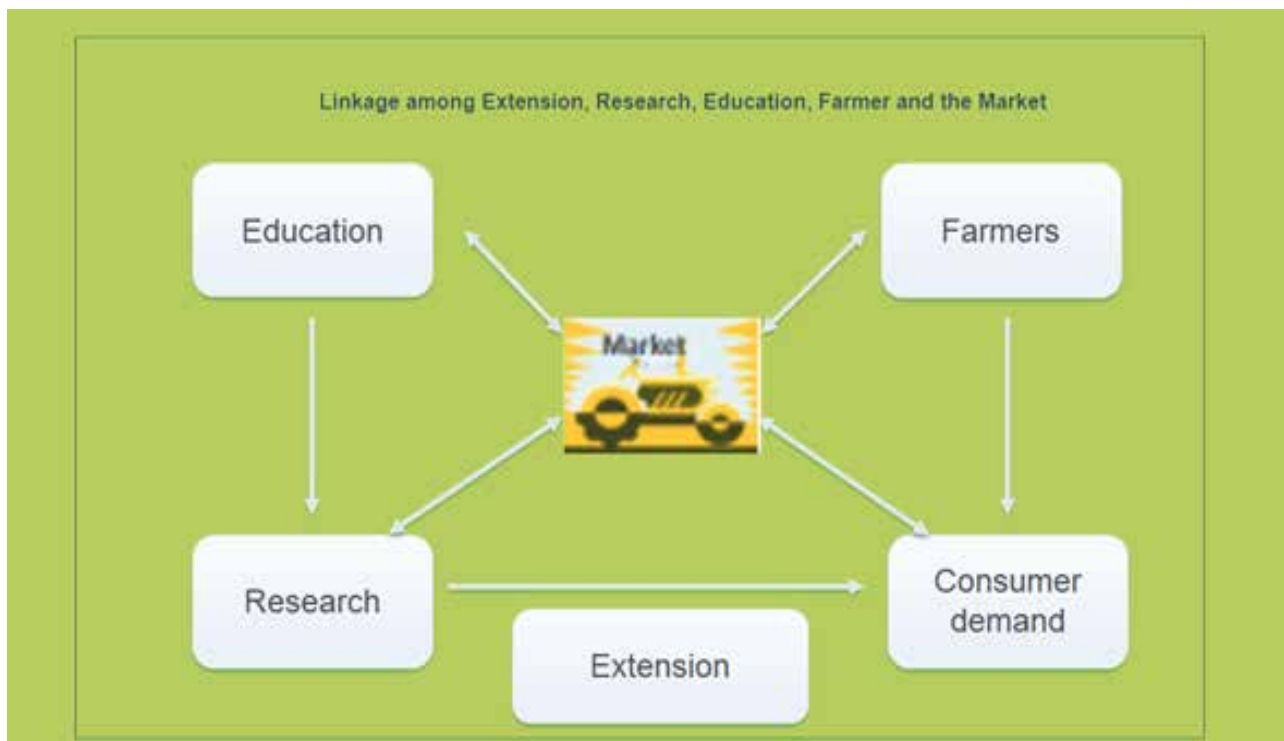 Linkage among Extension, Research, Education, Farmer and the Market
Education
Farmers
Market
Research
Consumer
demand
Extension